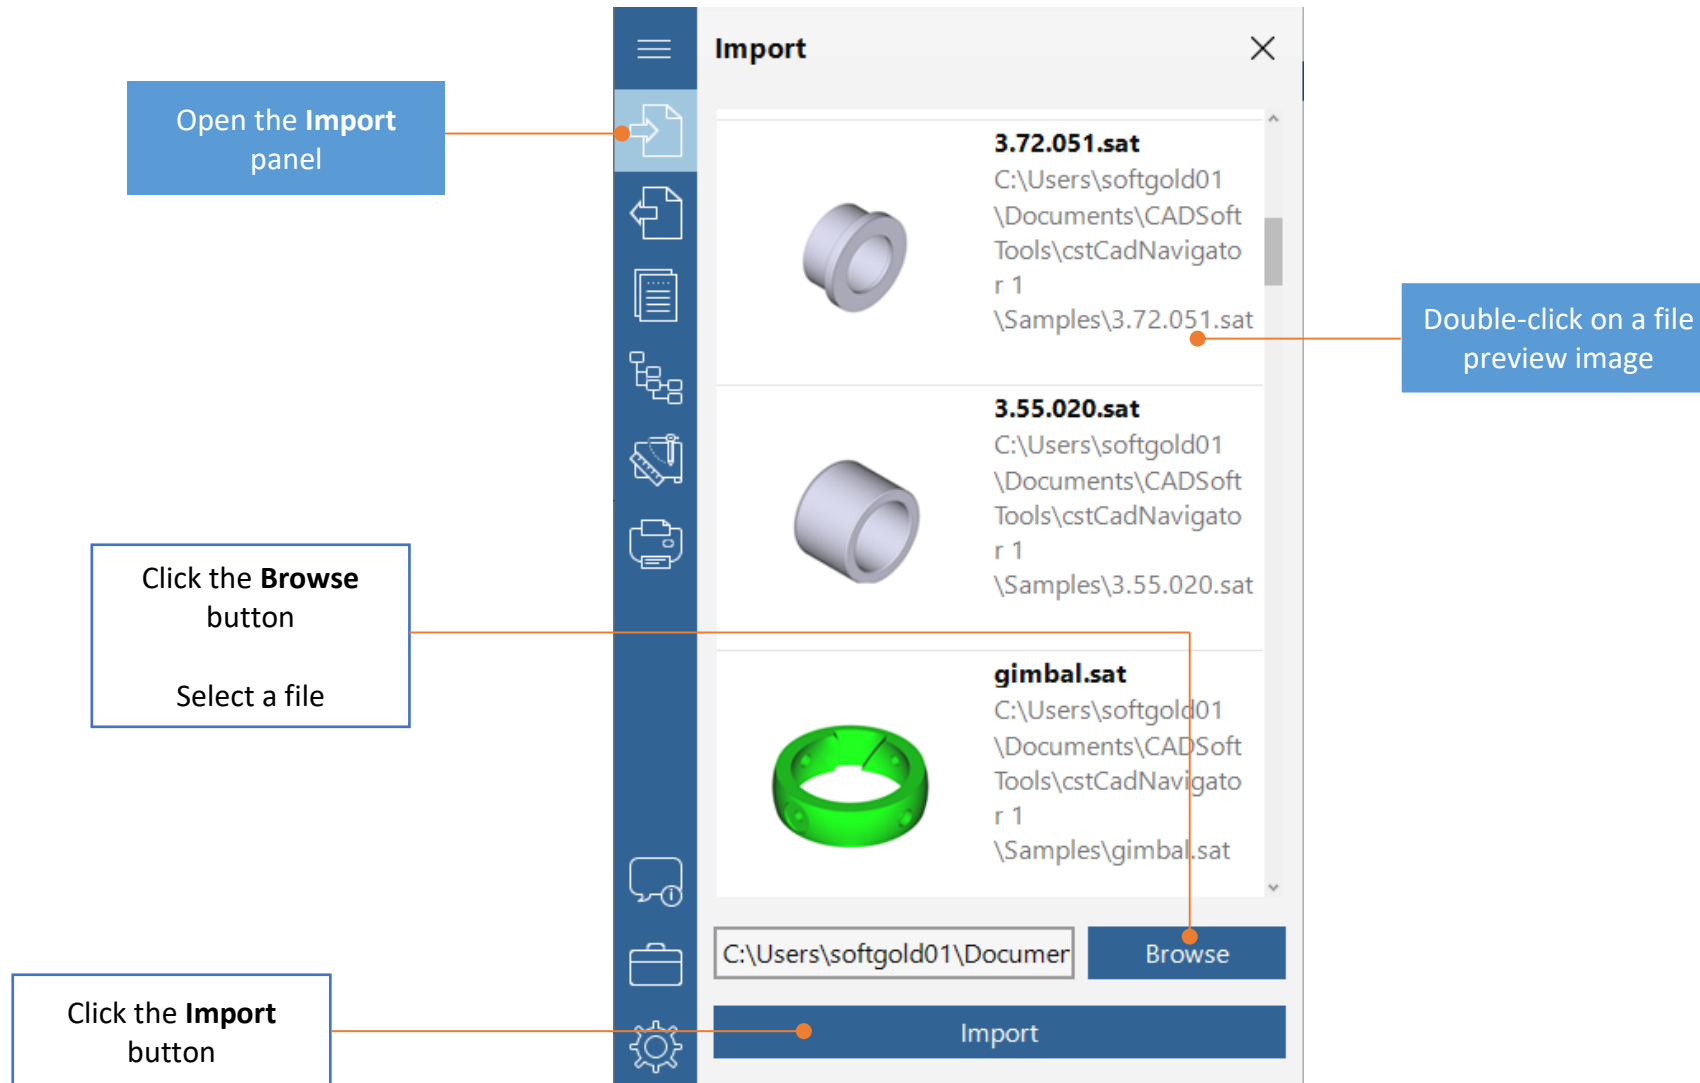 Import
Open the Import
panel
3.72.051.sat
C:\Users\softgold01
\Documents\CADSoft
Tools\cstCadNavigato
r 1
\Samples\3.72.051.sat
Double-click on a file
preview image
3.55.020.sat
C:\Users\softgold01
\Documents\CADSoft
Tools\cstCadNavigato
r 1
\Samples\3.55.020.sat
Click the Browse
button
Select a file
gimbal.sat
C:\Users\softgold01
\Documents\CADSoft
Tools\cstCadNavigato
r 1
\Samples\gimbal.sat
C:\Users\softgold01\Documer
Browse
Click the Import
button
Import